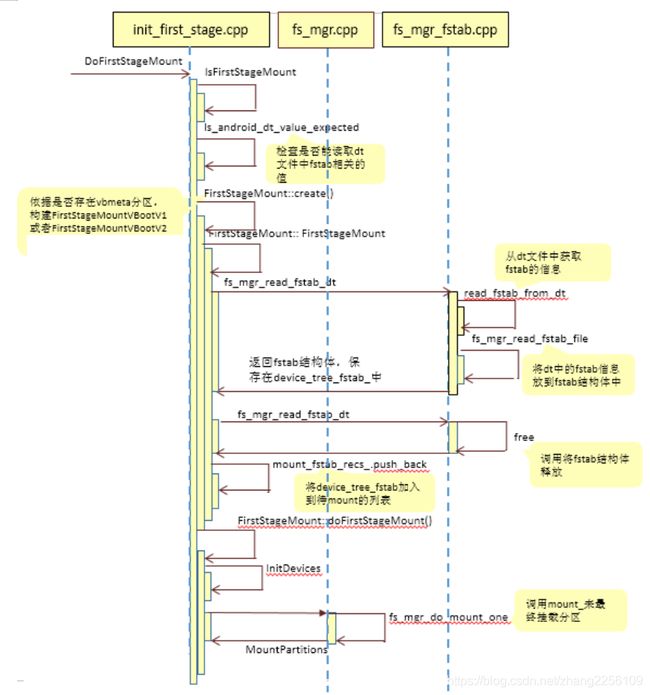 init_first_stage.cpp
fs_mgr.cpp
fs_mgr_fstab.cpp
DoFirstStageMount
IsFirstStageMount
Is_android_dt_value_expected
检查是否能读取dt
文件中fstab相关的
值
依据是否存在vbmeta分区，
构建FirstStageMountVBootV1
或者FirstStageMountVBootV2
FirstStageMount::create()
FirstStageMount:: FirstStageMount
从dt文件中获取
fstab的信息
fs_mgr_read_fstab_dt
read_fstab_from_dt
fs_mgr_read_fstab_file
返回fstab结构体，保
存在device_tree_fstab_中
将dt中的fstab信息
放到fstab结构体中
fs_mgr_read_fstab_dt
free
调用将fstab结构体
释放
mount_fstab_recs_.push_back
将device_tree_fstab加入
到待mount的列表
FirstStageMount::doFirstStageMount()
InitDevices
调用mount_来最
终挂载分区
fs_mgr_do_mount_one
MountPartitions
https://blog.csdn.net/zhang2258109